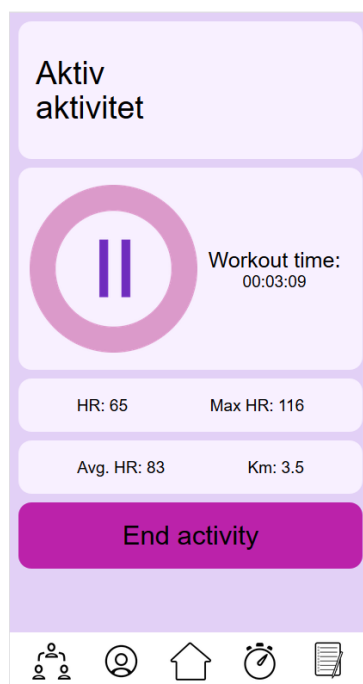 Aktiv
aktivitet
Workout time:
00:03:09
HR: 65 Max HR: 116
Avg. HR: 83 Km: 3.5
End activity